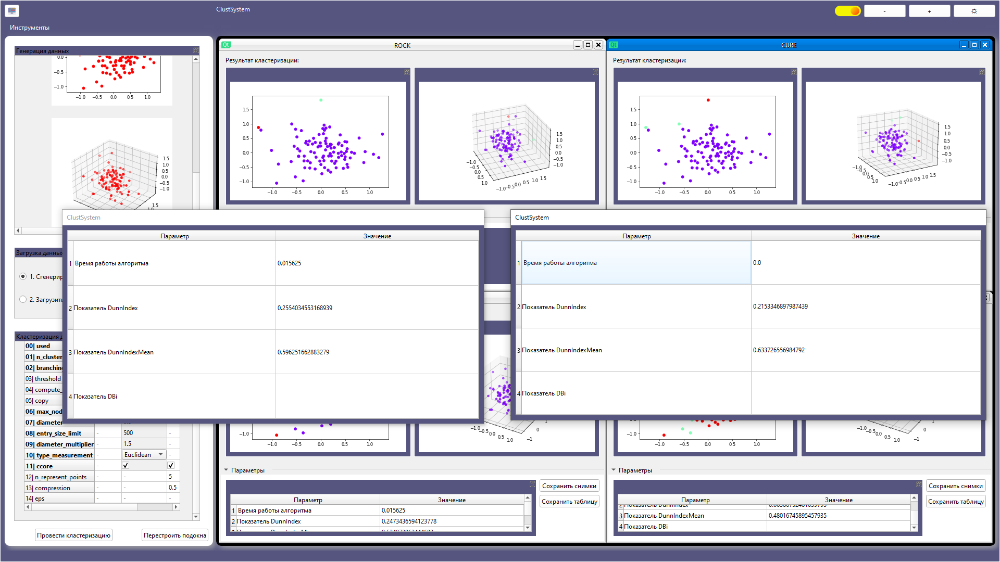 ClustSystem
-
+
Инструменты
Генерация данных
0.0
−0.5
−1.0
−1.0 −0.5 0.0 0.5 1.0
1.5
1.0
0.5
0.0
−0.5
−1.0
1.5
Загрузка данных
1. Сгенерир
2. Загрузить
Кластеризация д
00| used
01| n_cluster
02| branching
03| threshold
04| compute_
05| copy
06| max_nod
07| diameter
08| entry_size_limit - 500 -
09| diameter_multiplier - 1.5 -
10| type_measurement - Euclidean -
11| ccore -
12| n_represent_points - - 5
13| compression - - 0.5
14| eps - - -
Провести кластеризацию
Перестроить подокна
Qt
ROCK
Результат кластеризации:
1.5
1.0
0.5
0.0
−0.5
−1.0
−1.0 −0.5 0.0 0.5 1.0
1.5
1.0
0.5
0.0
−0.5
−1.0
−1.0
−0.5
0.0
0.5
1.0
−1.0 −0.5 0.0 0.5 1.0 1.5
Qt
CURE
Результат кластеризации:
1.5
1.0
0.5
0.0
−0.5
−1.0
−1.0 −0.5 0.0 0.5 1.0
1.5
1.0
0.5
0.0
−0.5
−1.0
−1.0
−0.5
0.0
0.5
1.0
−1.0 −0.5 0.0 0.5 1.0 1.5
ClustSystem
Параметр Значение
1 Время работы алгоритма 0.015625
2 Показатель DunnIndex 0.2554034553168939
3 Показатель DunnIndexMean 0.596251662883279
4 Показатель DBi
ClustSystem
Параметр Значение
1 Время работы алгоритма 0.0
2 Показатель DunnIndex 0.2153346897987439
3 Показатель DunnIndexMean 0.633726556984792
4 Показатель DBi
−1.0
−1.0 −0.5 0.0 0.5 1.0
−1.0 −0.5 0.0 0.5 1.0
−1
0
1
Параметры
Параметр Значение
1 Время работы алгоритма 0.015625
2 Показатель DunnIndex 0.2473436594123778
Сохранить снимки
Сохранить таблицу
−1.0
−1.0 −0.5 0.0 0.5 1.0
−1.0 −0.5 0.0 0.5 1.0
−1
0
1
Параметры
Параметр Значение
2 Показатель DunnIndex
3 Показатель DunnIndexMean 0.48016745895457935
4 Показатель DBi
Сохранить снимки
Сохранить таблицу